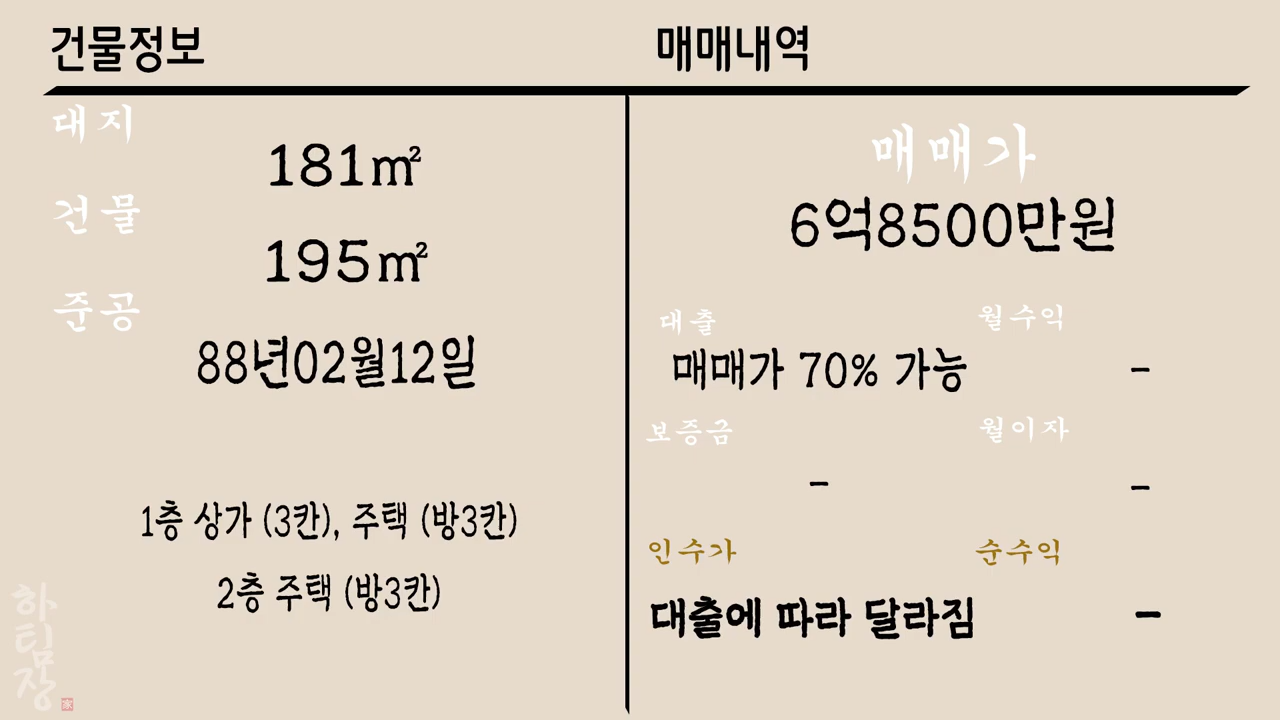 건물정보
대지
181㎡
건물
195㎡
준공
88년02월12일
1층 상가 (3칸), 주택 (방3칸)
2층 주택 (방3칸)
매매내역
매매가
6억8500만원
대출
매매가 70% 가능
월수익
-
보증금
-
월이자
-
인수가
대출에 따라 달라짐
순수익
-
하팀장